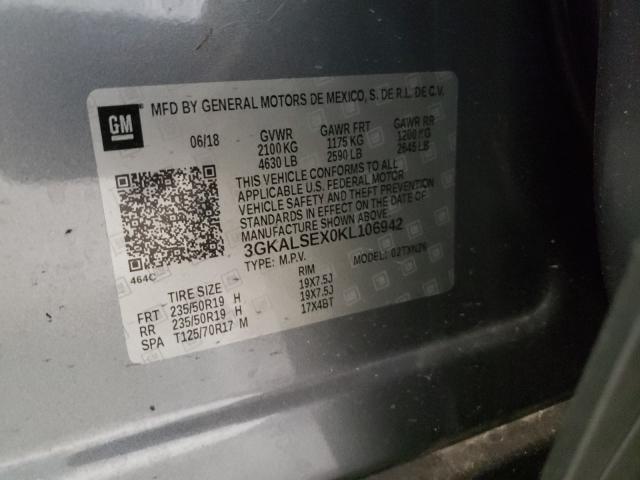 GM
MFD BY GENERAL MOTORS DE MEXICO, S. DE R.L. DE C.V.
06/18 GVWR GAWR FRT GAWR RR
2100 KG 1175 KG 1200 KG
4630 LB 2590 LB 2645 LB
THIS VEHICLE CONFORMS TO ALL
APPLICABLE U.S. FEDERAL MOTOR
VEHICLE SAFETY AND THEFT PREVENTION
STANDARDS IN EFFECT ON THE DATE OF
MANUFACTURE SHOWN ABOVE.
3GKALSEX0KL106942
TYPE: M.P.V. MODEL: 02TXN26
464C
TIRE SIZE RIM
FRT 235/50R19 H 19X7.5J
RR 235/50R19 H 19X7.5J
SPA T125/70R17 M 17X4BT